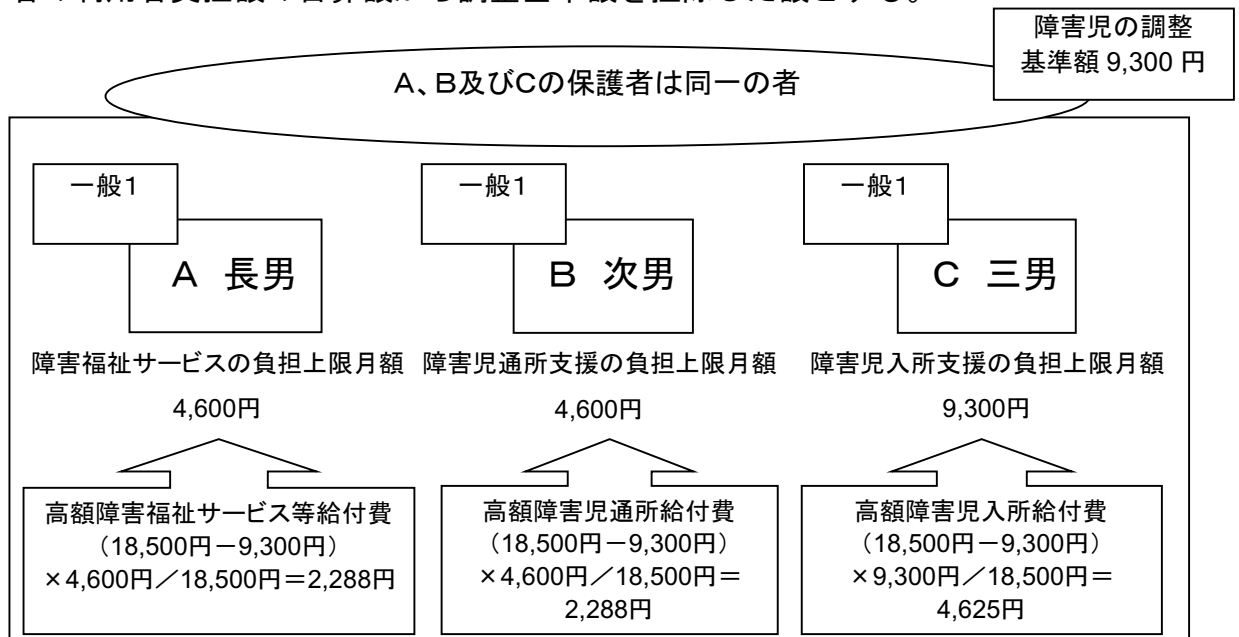 障害児の調整
基準額 9,300 円
A、B及びCの保護者は同一の者
一般1
A 長男
障害福祉サービスの負担上限月額
4,600円
高額障害福祉サービス等給付費
(18,500円-9,300円)
×4,600円/18,500円=2,288円
一般1
B 次男
障害児通所支援の負担上限月額
4,600円
高額障害児通所給付費
(18,500円-9,300円)
×4,600円/18,500円=
2,288円
一般1
C 三男
障害児入所支援の負担上限月額
9,300円
高額障害児入所給付費
(18,500円-9,300円)
×9,300円/18,500円=
4,625円